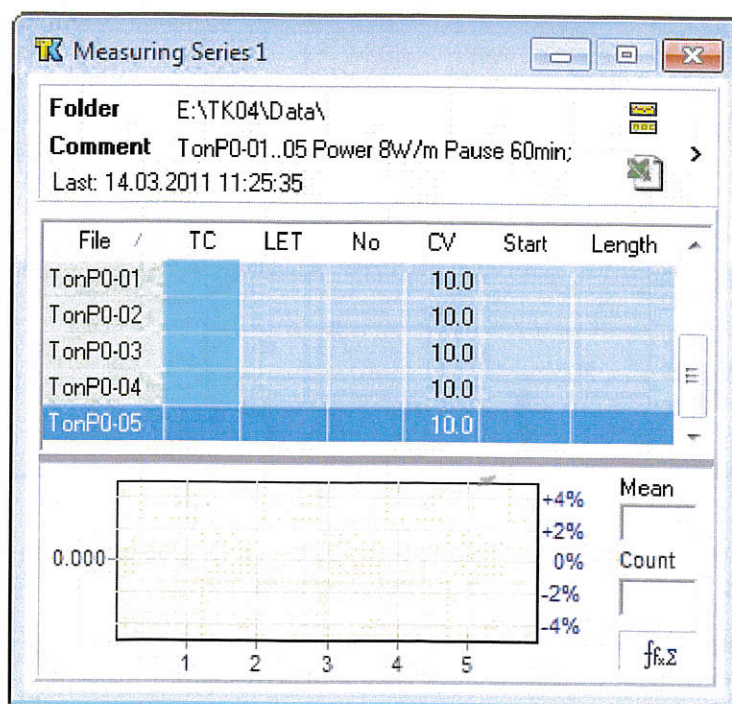 TK Measuring Series 1
Folder E:\TK04\Data\
Comment TonP0-01..05 Power 8W/m Pause 60min;
Last: 14.03.2011 11:25:35
File / TC LET No CV Start Length
TonP0-01 10.0
TonP0-02 10.0
TonP0-03 10.0
TonP0-04 10.0
TonP0-05 10.0
+4%
+2%
0.000 0%
-2%
-4%
1 2 3 4 5
Mean
Count
ffxΣ